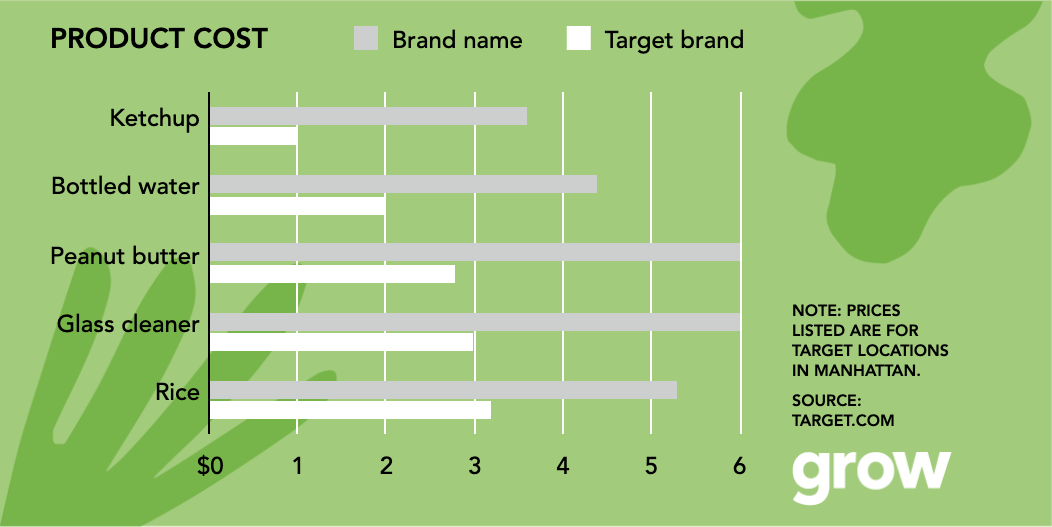 PRODUCT COST
Brand name
Target brand
Ketchup
Bottled water
Peanut butter
Glass cleaner
Rice
$0 1 2 3 4 5 6
NOTE: PRICES
LISTED ARE FOR
TARGET LOCATIONS
IN MANHATTAN.
SOURCE:
TARGET.COM
grow